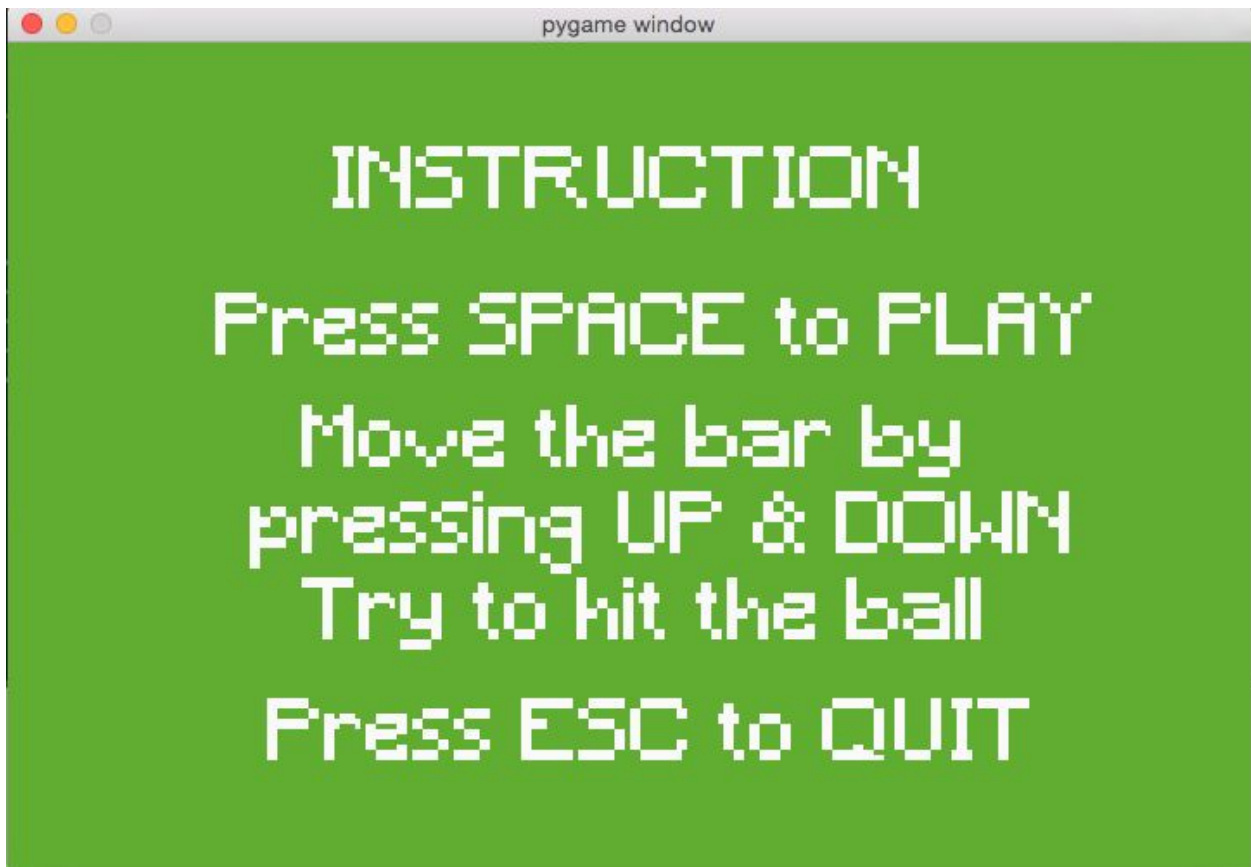 pygame window
INSTRUCTION
Press SPACE to PLAY
Move the bar by
pressing UP & DOWN
Try to hit the ball
Press ESC to QUIT